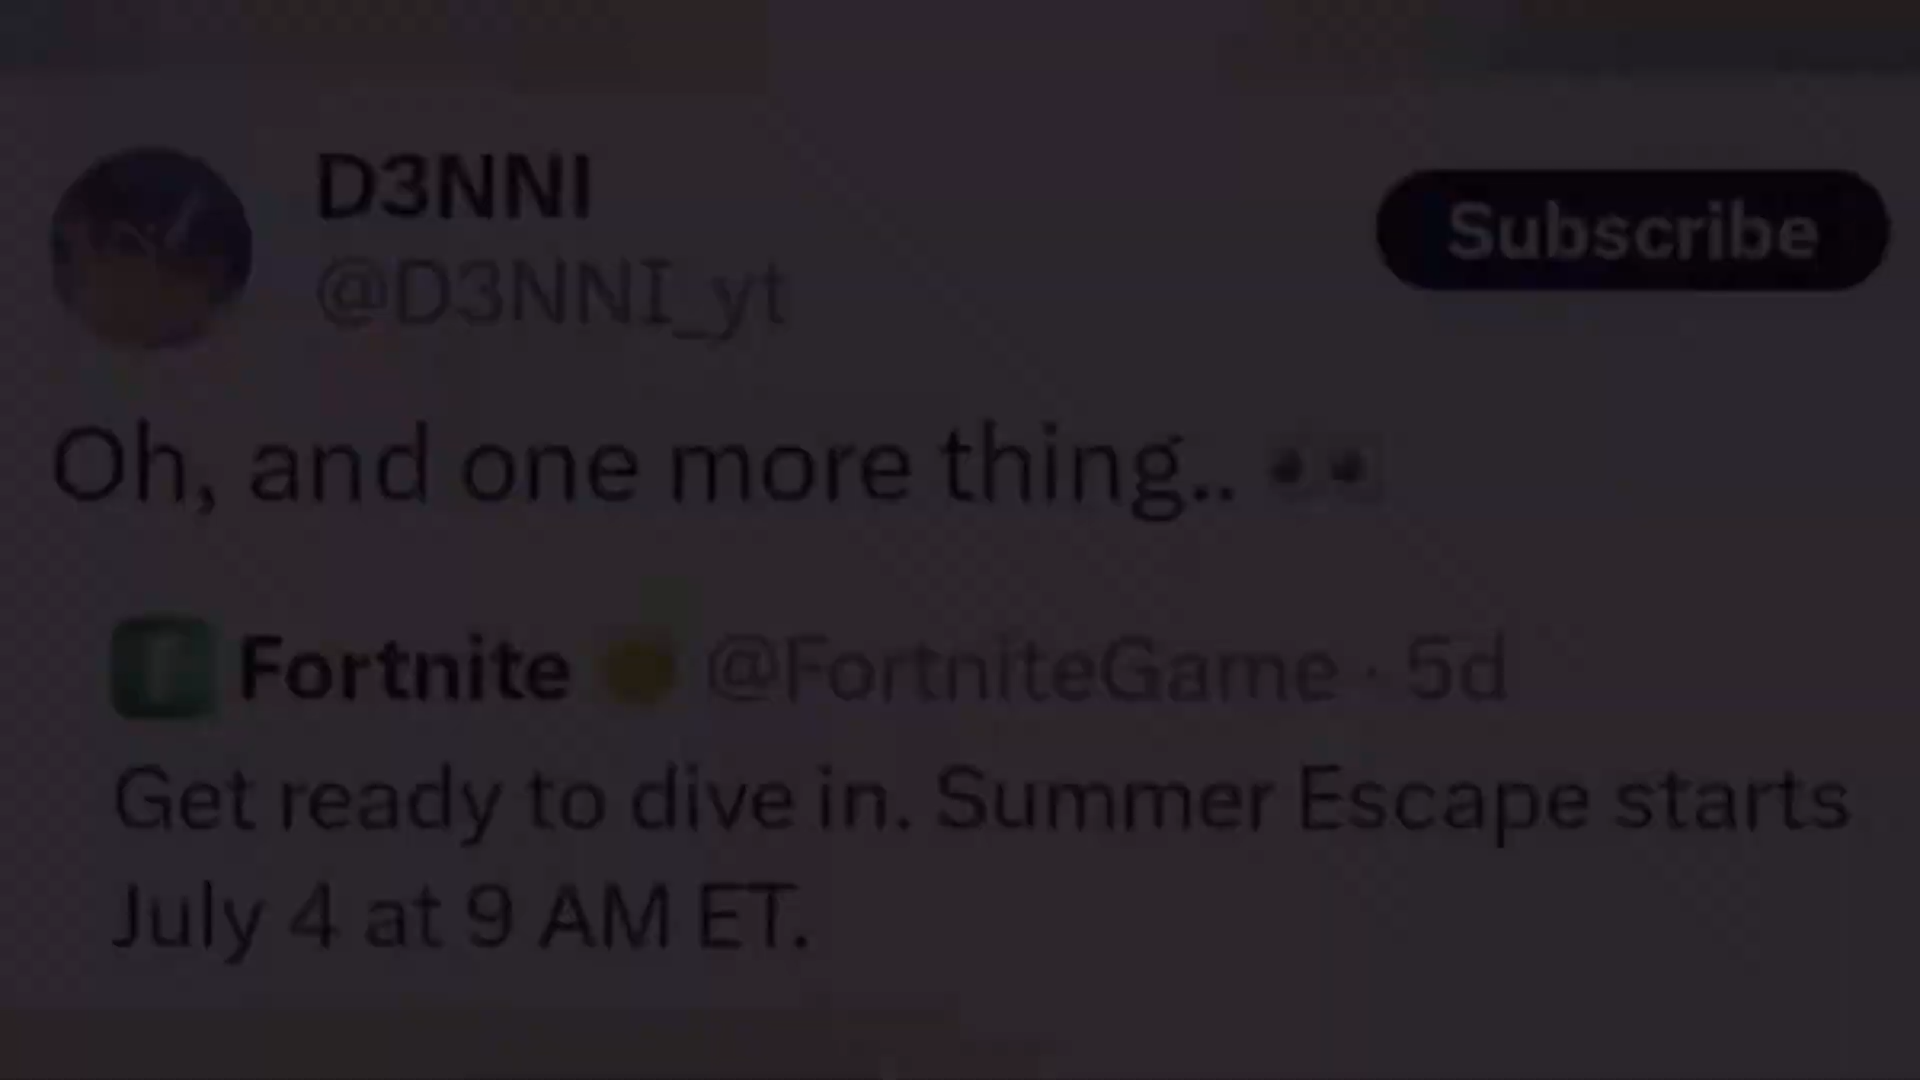 D3NNI
Subscribe
@D3NNI_yt
Oh, and one more thing.. 👀
Fortnite @FortniteGame · 5d
Get ready to dive in. Summer Escape starts
July 4 at 9 AM ET.